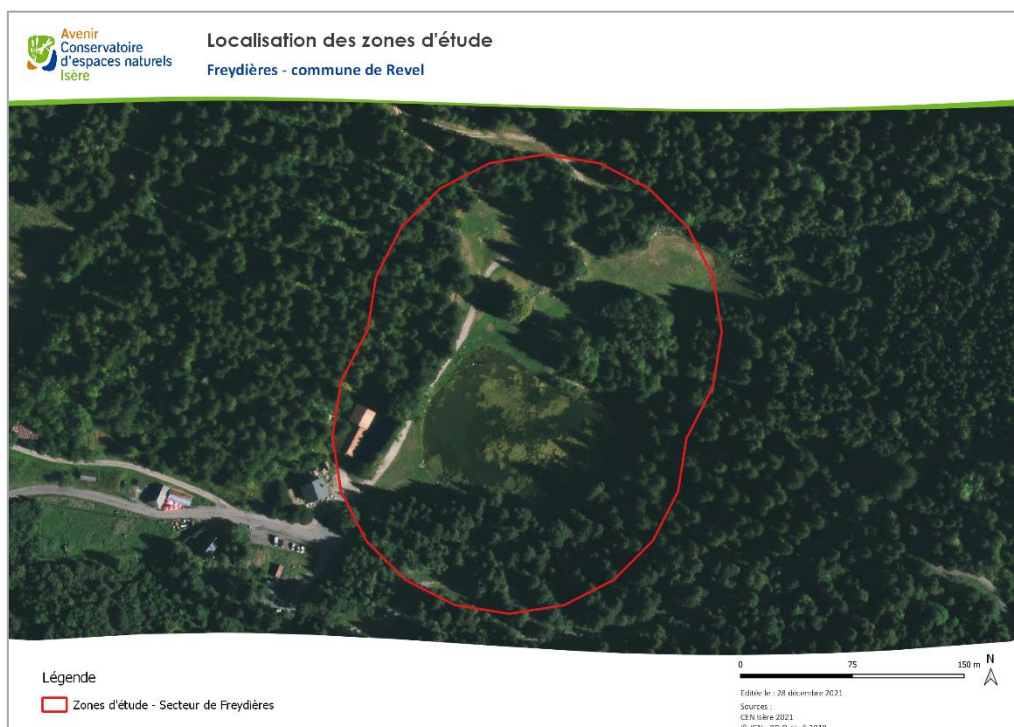 Avenir
Conservatoire
d'espaces naturels
Isère
Localisation des zones d'étude
Freydières - commune de Revel
Légende
Zones d'étude - Secteur de Freydières
0 75 150 m
N
Editée le : 28 décembre 2021
Sources :
CEN Isère 2021